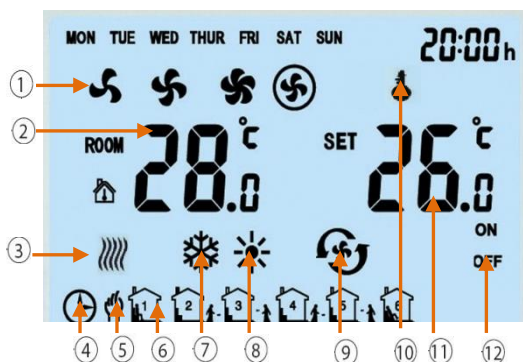 MON TUE WED THUR FRI SAT SUN 20:00h
①
② ROOM 28.0 °C SET 26.0 °C
ON
③ OFF
1 2 3 4 5 6
④ ⑤ ⑥ ⑦ ⑧ ⑨ ⑩ ⑪ ⑫